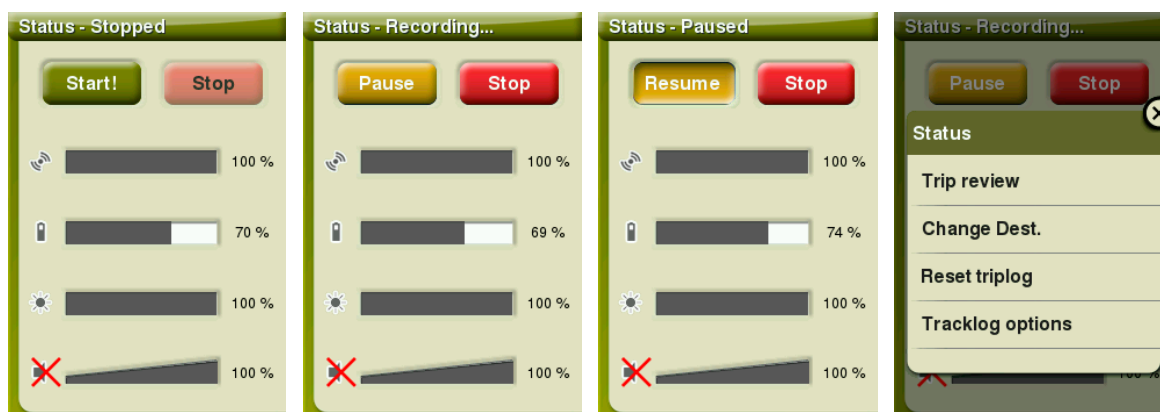 Status - Stopped
Start! Stop
100 %
70 %
100 %
100 %
Status - Recording...
Pause Stop
100 %
69 %
100 %
100 %
Status - Paused
Resume Stop
100 %
74 %
100 %
100 %
Status - Recording...
Pause Stop
Status
Trip review
Change Dest.
Reset triplog
Tracklog options
100 %